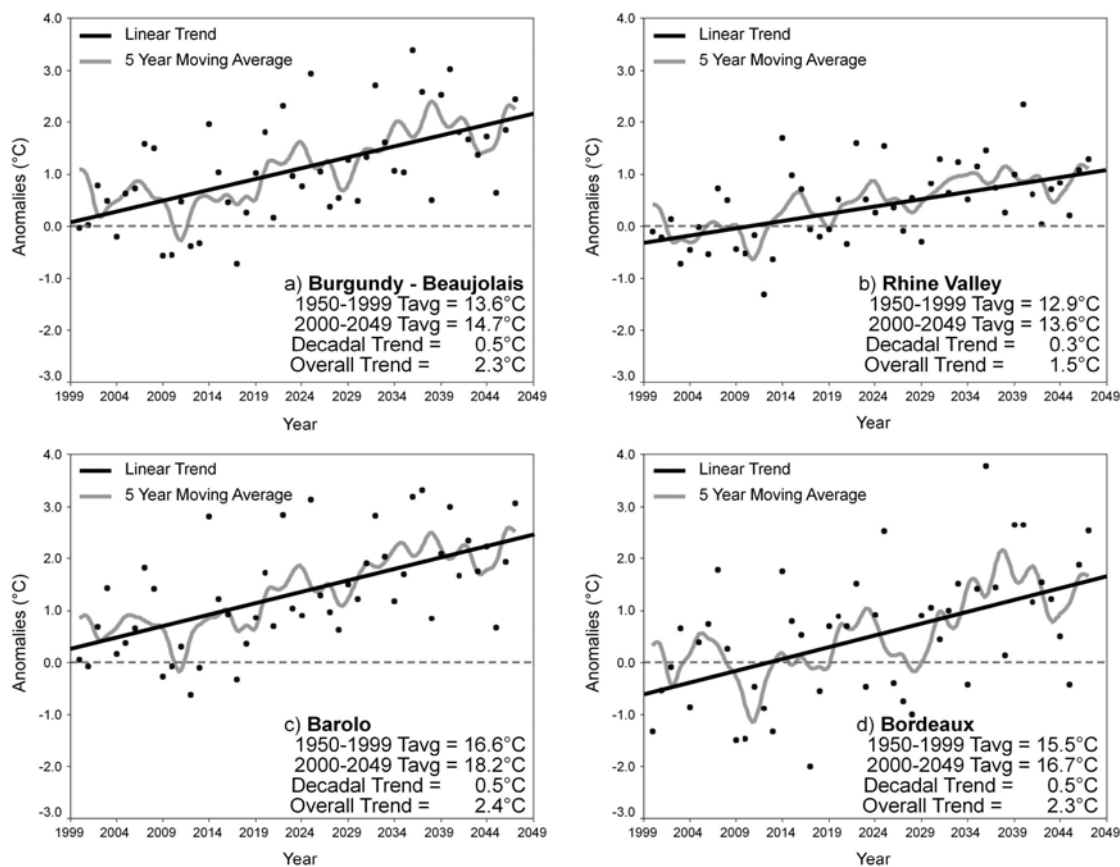 4.0
3.0
2.0
1.0
0.0
-1.0
-3.0
Anomalies (°C)
Linear Trend
5 Year Moving Average
a) Burgundy - Beaujolais
1950-1999 Tavg = 13.6°C
2000-2049 Tavg = 14.7°C
Decadal Trend = 0.5°C
Overall Trend = 2.3°C
1999 2004 2009 2014 2019 2024 2029 2034 2039 2044 2049
Year
4.0
3.0
2.0
1.0
0.0
-1.0
-3.0
Anomalies (°C)
Linear Trend
5 Year Moving Average
b) Rhine Valley
1950-1999 Tavg = 12.9°C
2000-2049 Tavg = 13.6°C
Decadal Trend = 0.3°C
Overall Trend = 1.5°C
1999 2004 2009 2014 2019 2024 2029 2034 2039 2044 2049
Year
4.0
3.0
2.0
1.0
0.0
-1.0
-2.0
-3.0
Anomalies (°C)
Linear Trend
5 Year Moving Average
c) Barolo
1950-1999 Tavg = 16.6°C
2000-2049 Tavg = 18.2°C
Decadal Trend = 0.5°C
Overall Trend = 2.4°C
1999 2004 2009 2014 2019 2024 2029 2034 2039 2044 2049
Year
4.0
3.0
2.0
1.0
0.0
-1.0
-2.0
-3.0
Anomalies (°C)
Linear Trend
5 Year Moving Average
d) Bordeaux
1950-1999 Tavg = 15.5°C
2000-2049 Tavg = 16.7°C
Decadal Trend = 0.5°C
Overall Trend = 2.3°C
1999 2004 2009 2014 2019 2024 2029 2034 2039 2044 2049
Year